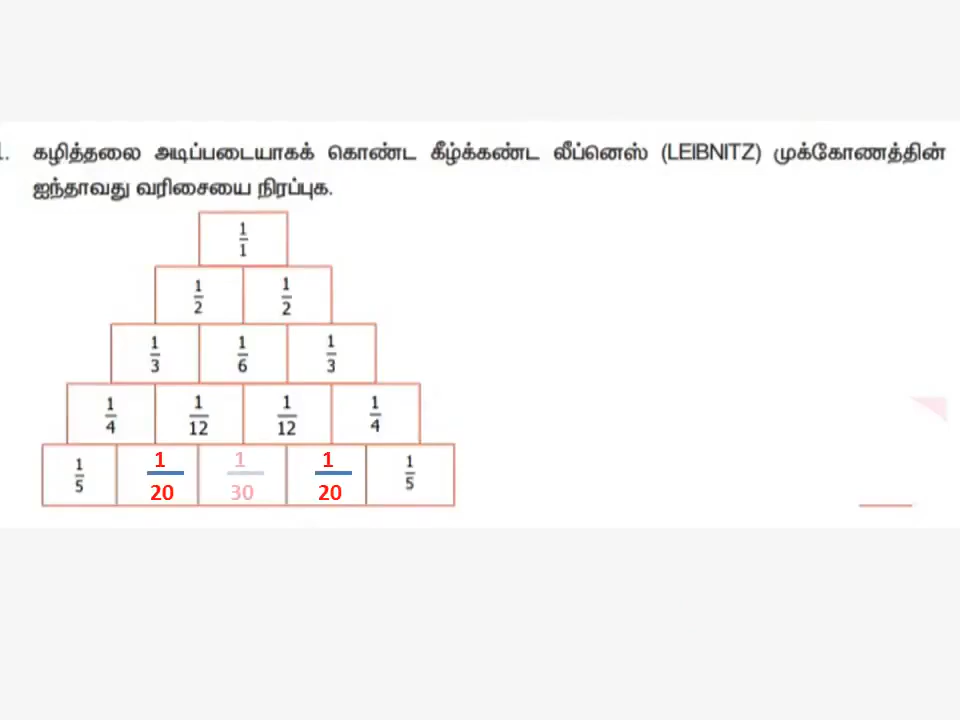 1. கழித்தலை அடிப்படையாகக் கொண்ட கீழ்க்கண்ட லீப்னெஸ் (LEIBNITZ) முக்கோணத்தின்
ஐந்தாவது வரிசையை நிரப்புக.
1/1
1/2 1/2
1/3 1/6 1/3
1/4 1/12 1/12 1/4
1/5 1/20 1/30 1/20 1/5